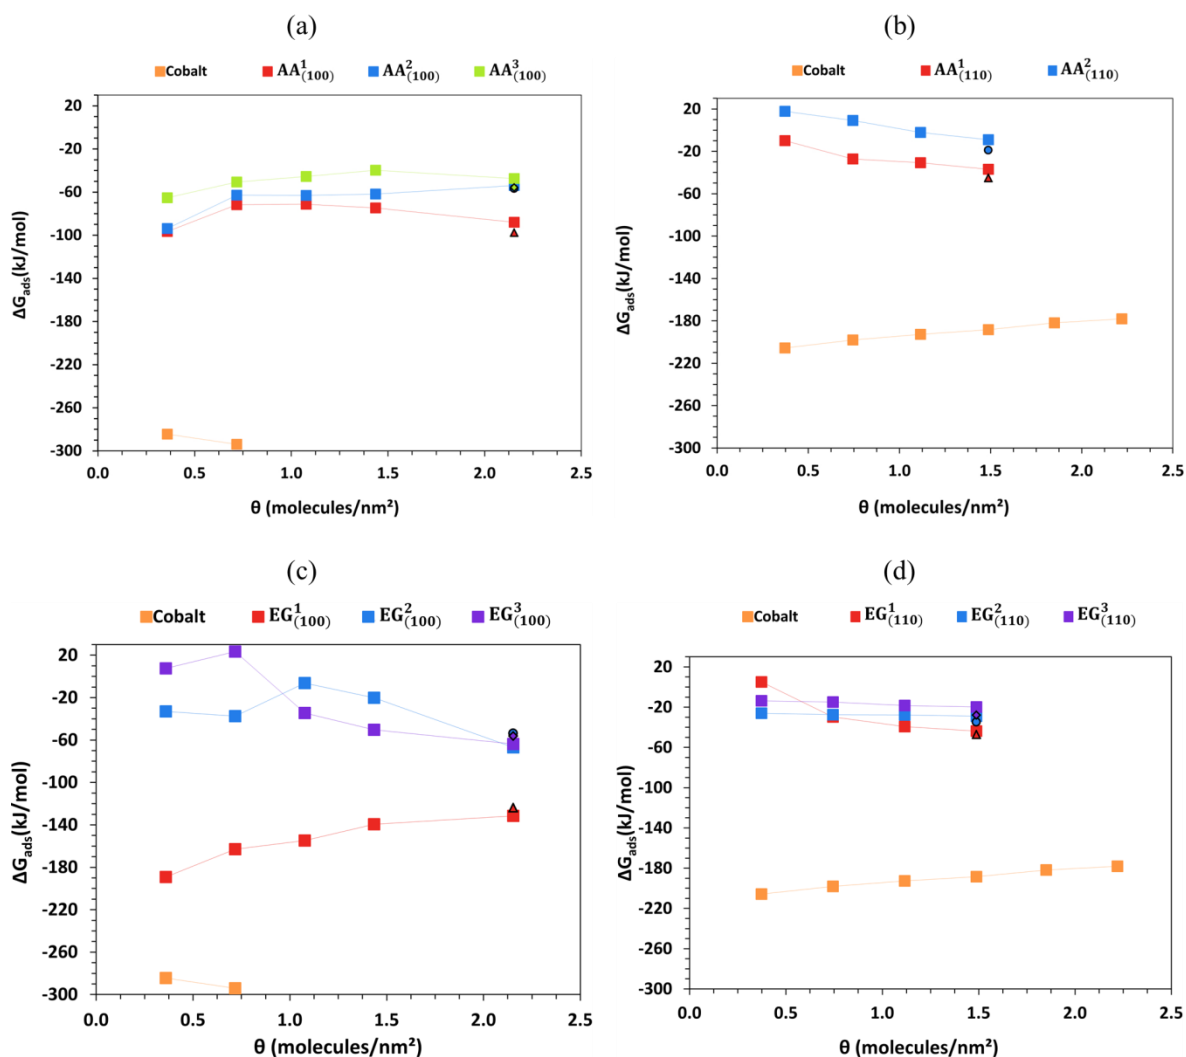 (a)
Cobalt AA¹₍₁₀₀₎ AA²₍₁₀₀₎ AA³₍₁₀₀₎
20
-20
-60
-100
-140
-180
-220
-260
-300
0.0 0.5 1.0 1.5 2.0 2.5
ΔG_ads(kJ/mol)
θ (molecules/nm²)
(b)
Cobalt AA¹₍₁₁₀₎ AA²₍₁₁₀₎
20
-20
-60
-100
-140
-180
-220
-260
-300
0.0 0.5 1.0 1.5 2.0 2.5
ΔG_ads(kJ/mol)
θ (molecules/nm²)
(c)
Cobalt EG¹₍₁₀₀₎ EG²₍₁₀₀₎ EG³₍₁₀₀₎
20
-20
-60
-100
-140
-180
-220
-260
-300
0.0 0.5 1.0 1.5 2.0 2.5
ΔG_ads(kJ/mol)
θ (molecules/nm²)
(d)
Cobalt EG¹₍₁₁₀₎ EG²₍₁₁₀₎ EG³₍₁₁₀₎
20
-20
-60
-100
-140
-180
-220
-260
-300
0.0 0.5 1.0 1.5 2.0 2.5
ΔG_ads(kJ/mol)
θ (molecules/nm²)